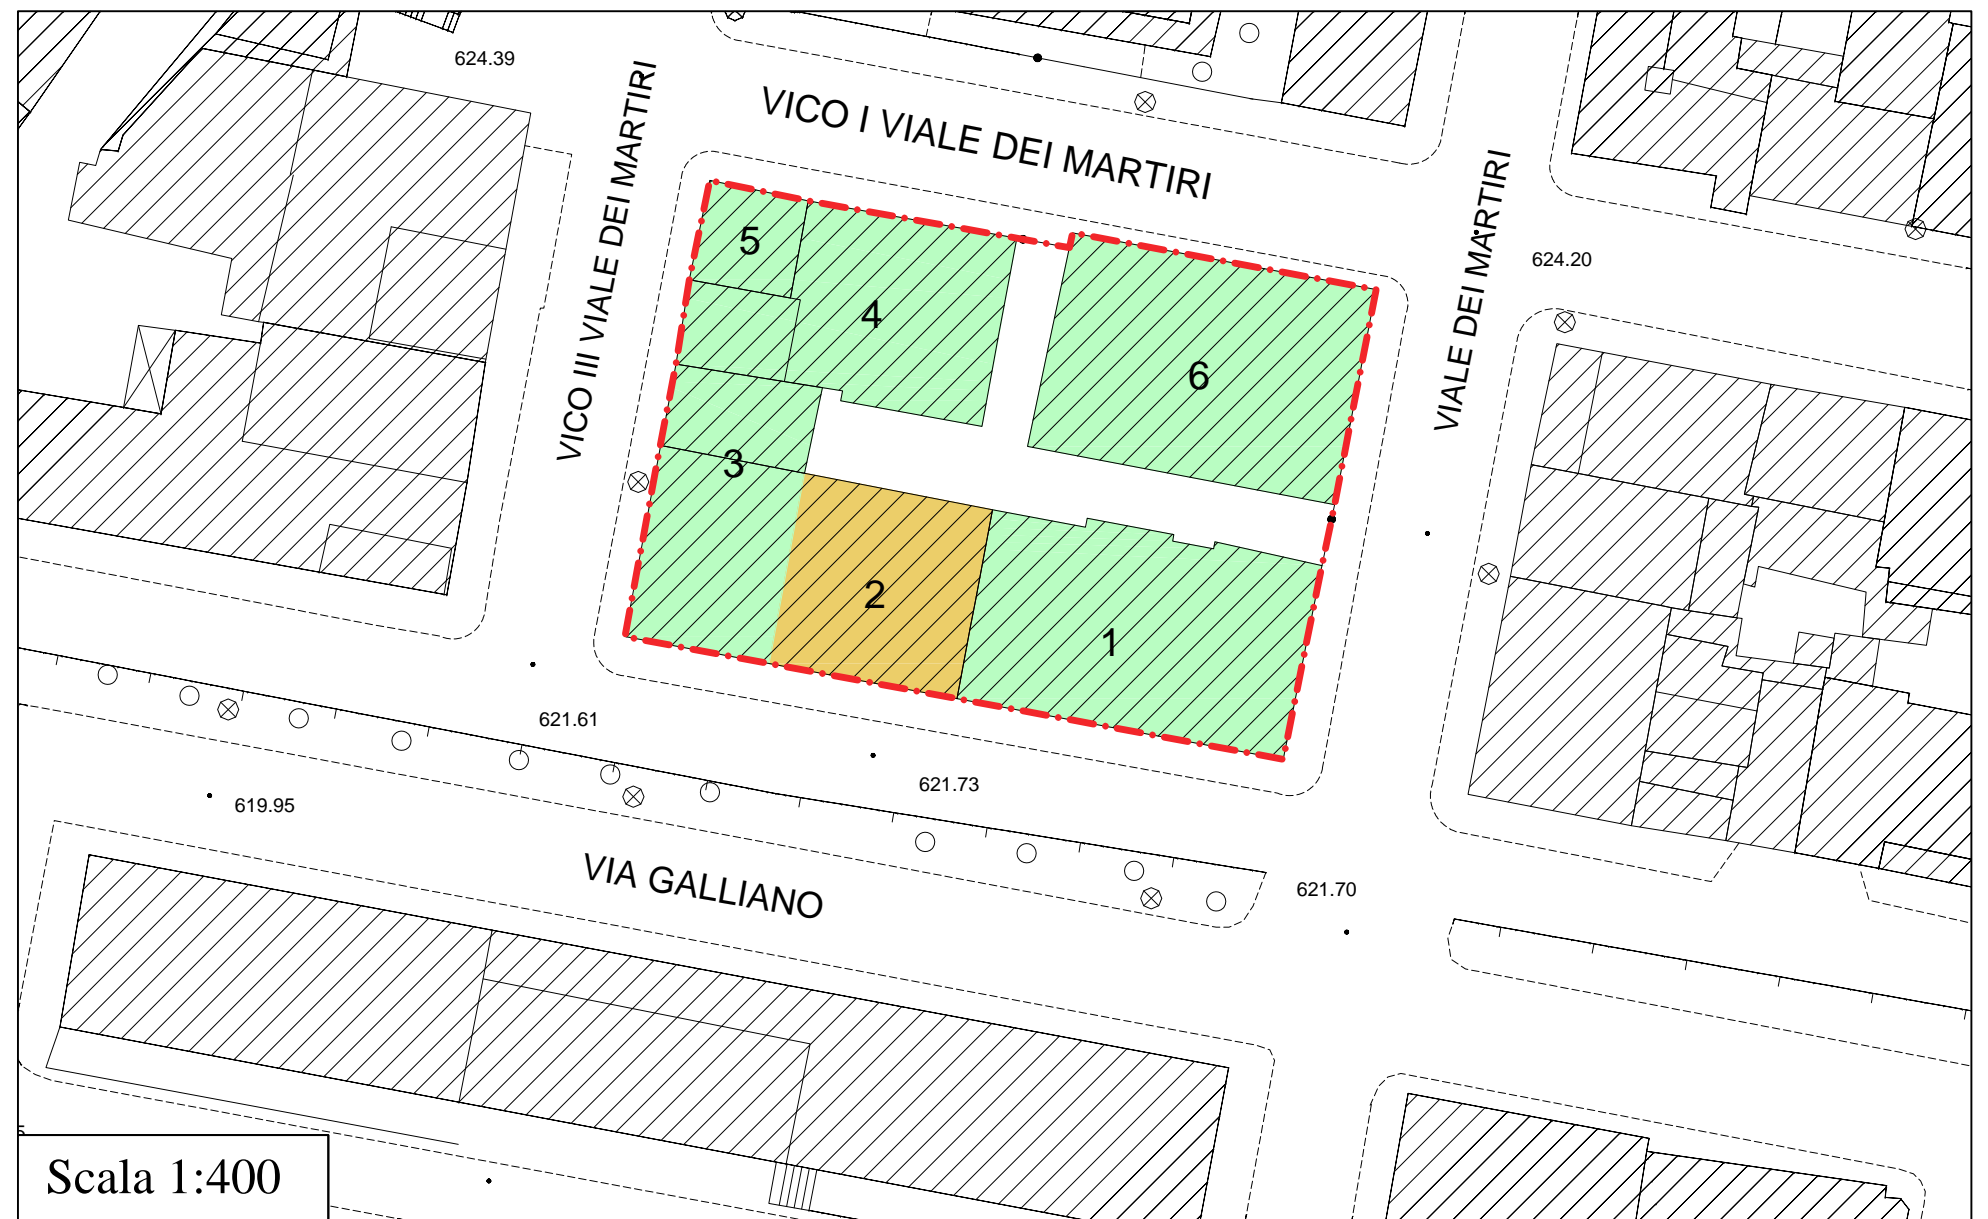 624.39
VICO I VIALE DEI MARTIRI
VICO III VIALE DEI MARTIRI
VIALE DEI MARTIRI
624.20
5
4
6
3
2
1
621.61
621.73
619.95
VIA GALLIANO
621.70
Scala 1:400